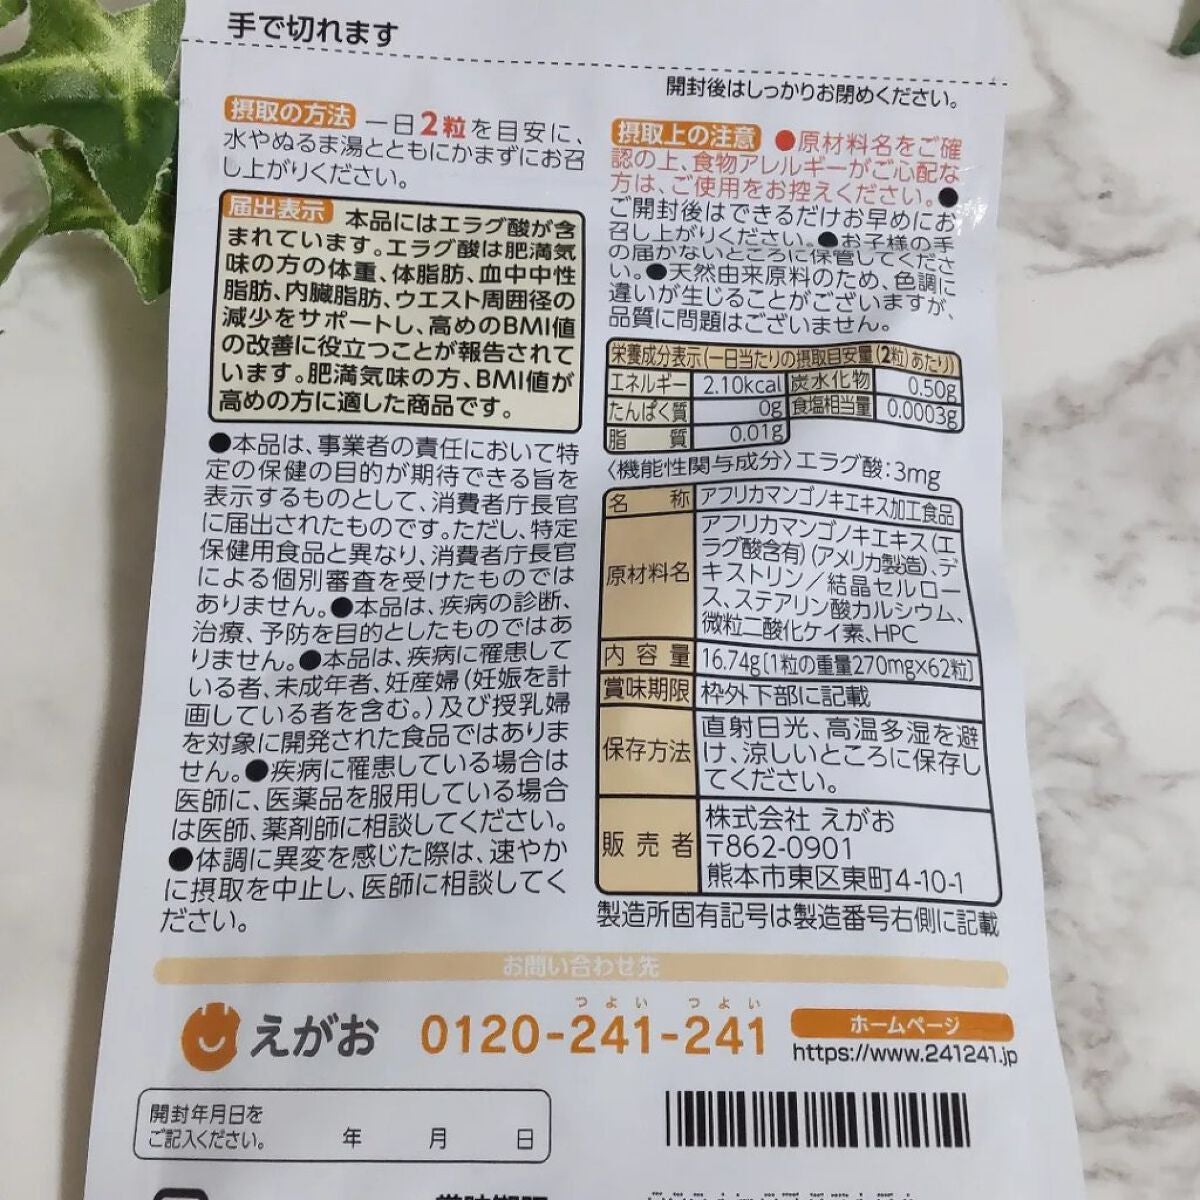 手で切れます
開封後はしっかりお閉めください。
摂取の方法 一日2粒を目安に、
水やぬるま湯とともにかまずにお召
し上がりください。
届出表示 本品にはエラグ酸が含
まれています。エラグ酸は肥満気
味の方の体重、体脂肪、血中中性
脂肪、内臓脂肪、ウエスト周囲径の
減少をサポートし、高めのBMI値
の改善に役立つことが報告されて
います。肥満気味の方、BMI値が
高めの方に適した商品です。
●本品は、事業者の責任において特
定の保健の目的が期待できる旨を
表示するものとして、消費者庁長官
に届出されたものです。ただし、特定
保健用食品と異なり、消費者庁長官
による個別審査を受けたものでは
ありません。●本品は、疾病の診断、
治療、予防を目的としたものではあ
りません。●本品は、疾病に罹患して
いる者、未成年者、妊産婦(妊娠を計
画している者を含む。)及び授乳婦
を対象に開発された食品ではありま
せん。●疾病に罹患している場合は
医師に、医薬品を服用している場合
は医師、薬剤師に相談してください。
●体調に異変を感じた際は、速やか
に摂取を中止し、医師に相談してく
ださい。
摂取上の注意 ●原材料名をご確
認の上、食物アレルギーがご心配な
方は、ご使用をお控えください。●
ご開封後はできるだけお早めにお
召し上がりください。●お子様の手
の届かないところに保管してくださ
い。●天然由来原料のため、色調に
違いが生じることがございますが、
品質に問題はございません。
栄養成分表示(一日当たりの摂取目安量(2粒)あたり)
エネルギー 2.10kcal 炭水化物 0.50g
たんぱく質 0g 食塩相当量 0.0003g
脂質 0.01g
〈機能性関与成分〉エラグ酸:3mg
名称 アフリカマンゴノキエキス加工食品
原材料名 アフリカマンゴノキエキス(エ
ラグ酸含有)(アメリカ製造)、デ
キストリン/結晶セルロー
ス、ステアリン酸カルシウム、
微粒二酸化ケイ素、HPC
内容量 16.74g[1粒の重量270mg×62粒]
賞味期限 枠外下部に記載
保存方法 直射日光、高温多湿を避
け、涼しいところに保存し
てください。
販売者 株式会社 えがお
〒862-0901
熊本市東区東町4-10-1
製造所固有記号は製造番号右側に記載
お問い合わせ先
つよい つよい
えがお 0120-241-241
ホームページ
https://www.241241.jp
開封年月日を
ご記入ください。 年 月 日